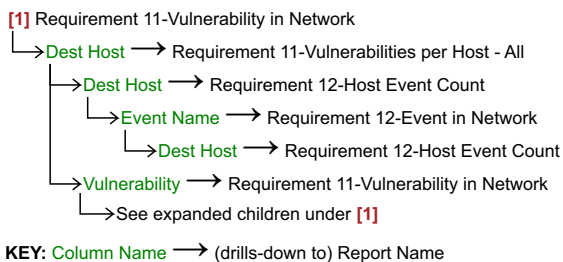 [1] Requirement 11-Vulnerability in Network
Dest Host → Requirement 11-Vulnerabilities per Host - All
Dest Host → Requirement 12-Host Event Count
Event Name → Requirement 12-Event in Network
Dest Host → Requirement 12-Host Event Count
Vulnerability → Requirement 11-Vulnerability in Network
See expanded children under [1]
KEY: Column Name → (drills-down to) Report Name